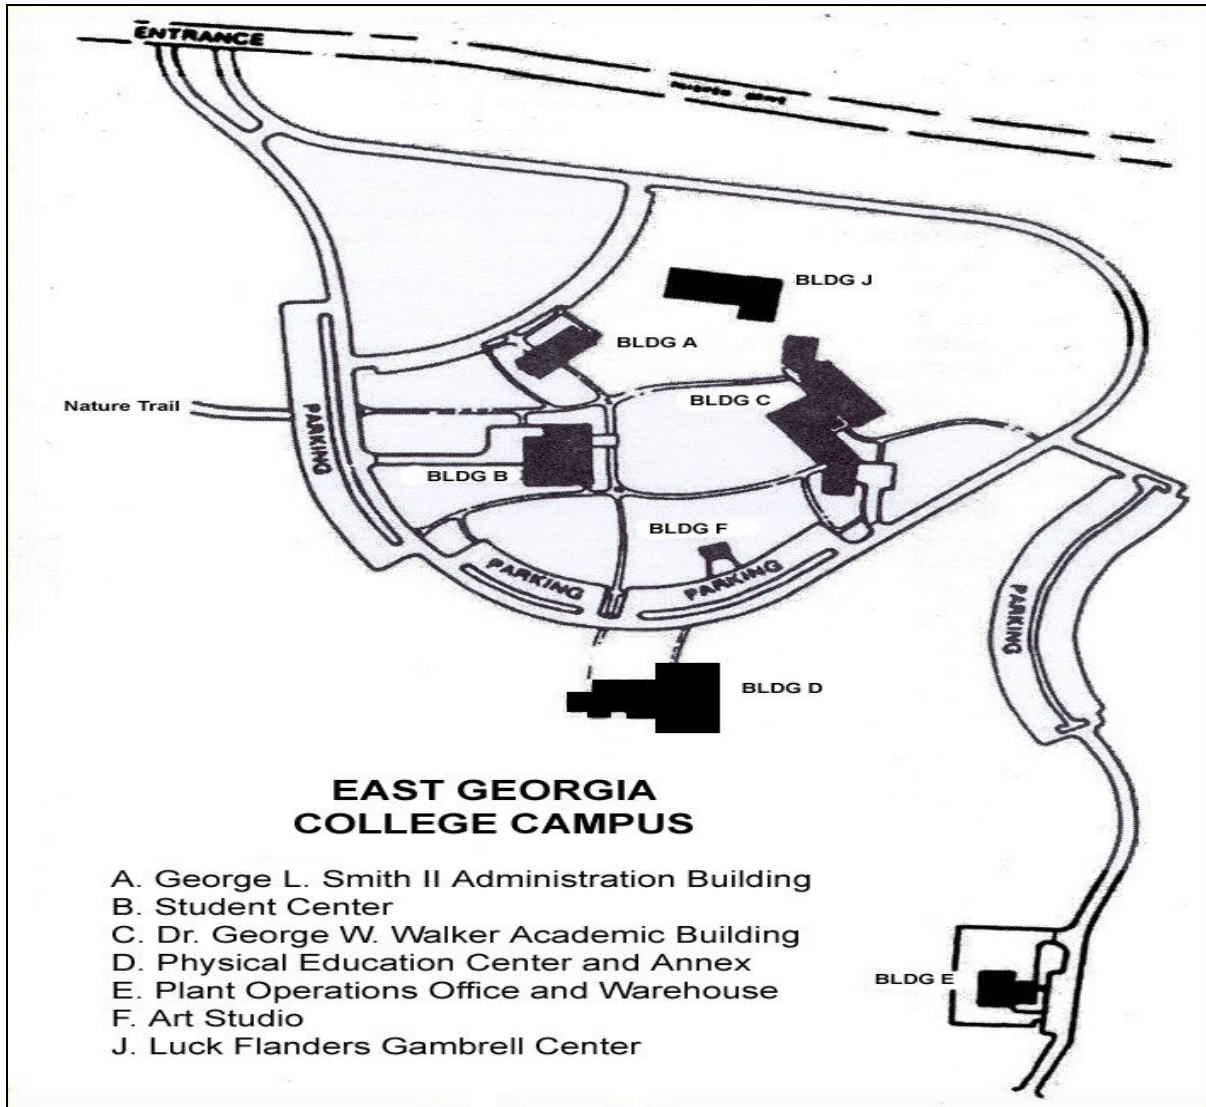 ENTRANCE
BLDG J
BLDG A
BLDG C
Nature Trail
PARKING
BLDG B
BLDG F
PARKING
PARKING
PARKING
BLDG D
EAST GEORGIA
COLLEGE CAMPUS
A. George L. Smith II Administration Building
B. Student Center
C. Dr. George W. Walker Academic Building
D. Physical Education Center and Annex
E. Plant Operations Office and Warehouse
F. Art Studio
J. Luck Flanders Gambrell Center
BLDG E